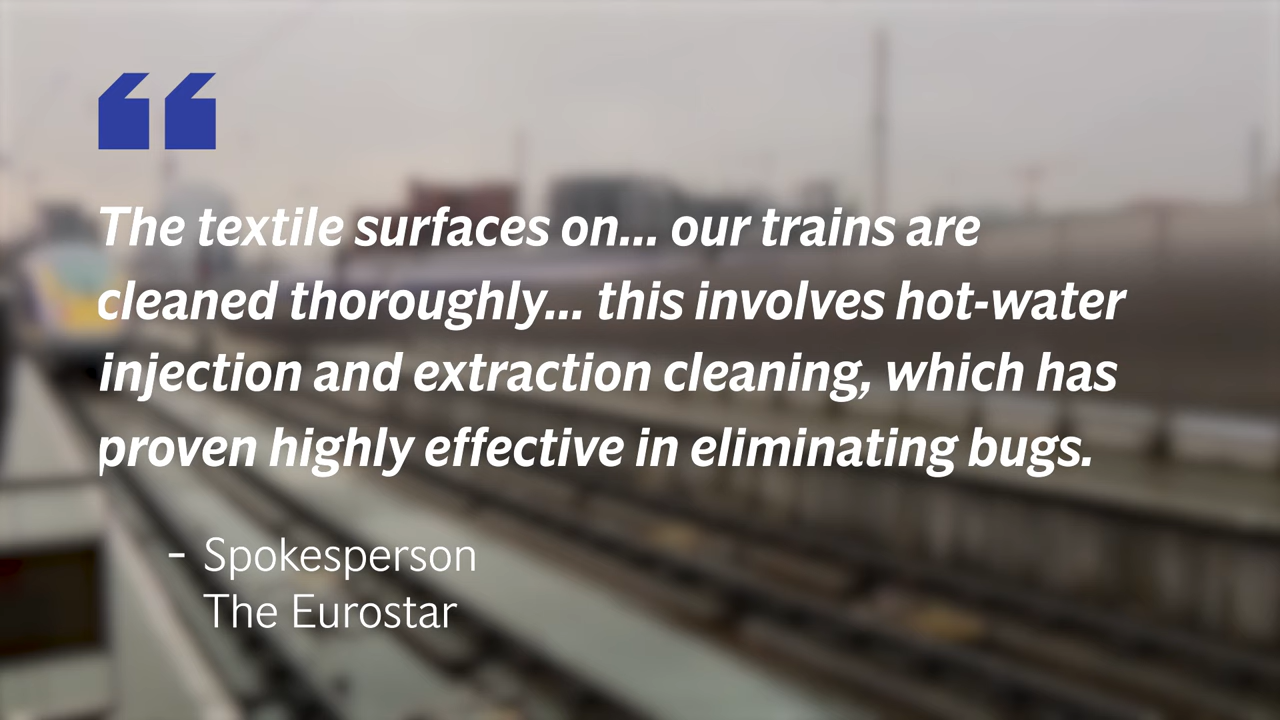 “
The textile surfaces on... our trains are
cleaned thoroughly... this involves hot-water
injection and extraction cleaning, which has
proven highly effective in eliminating bugs.
- Spokesperson
The Eurostar